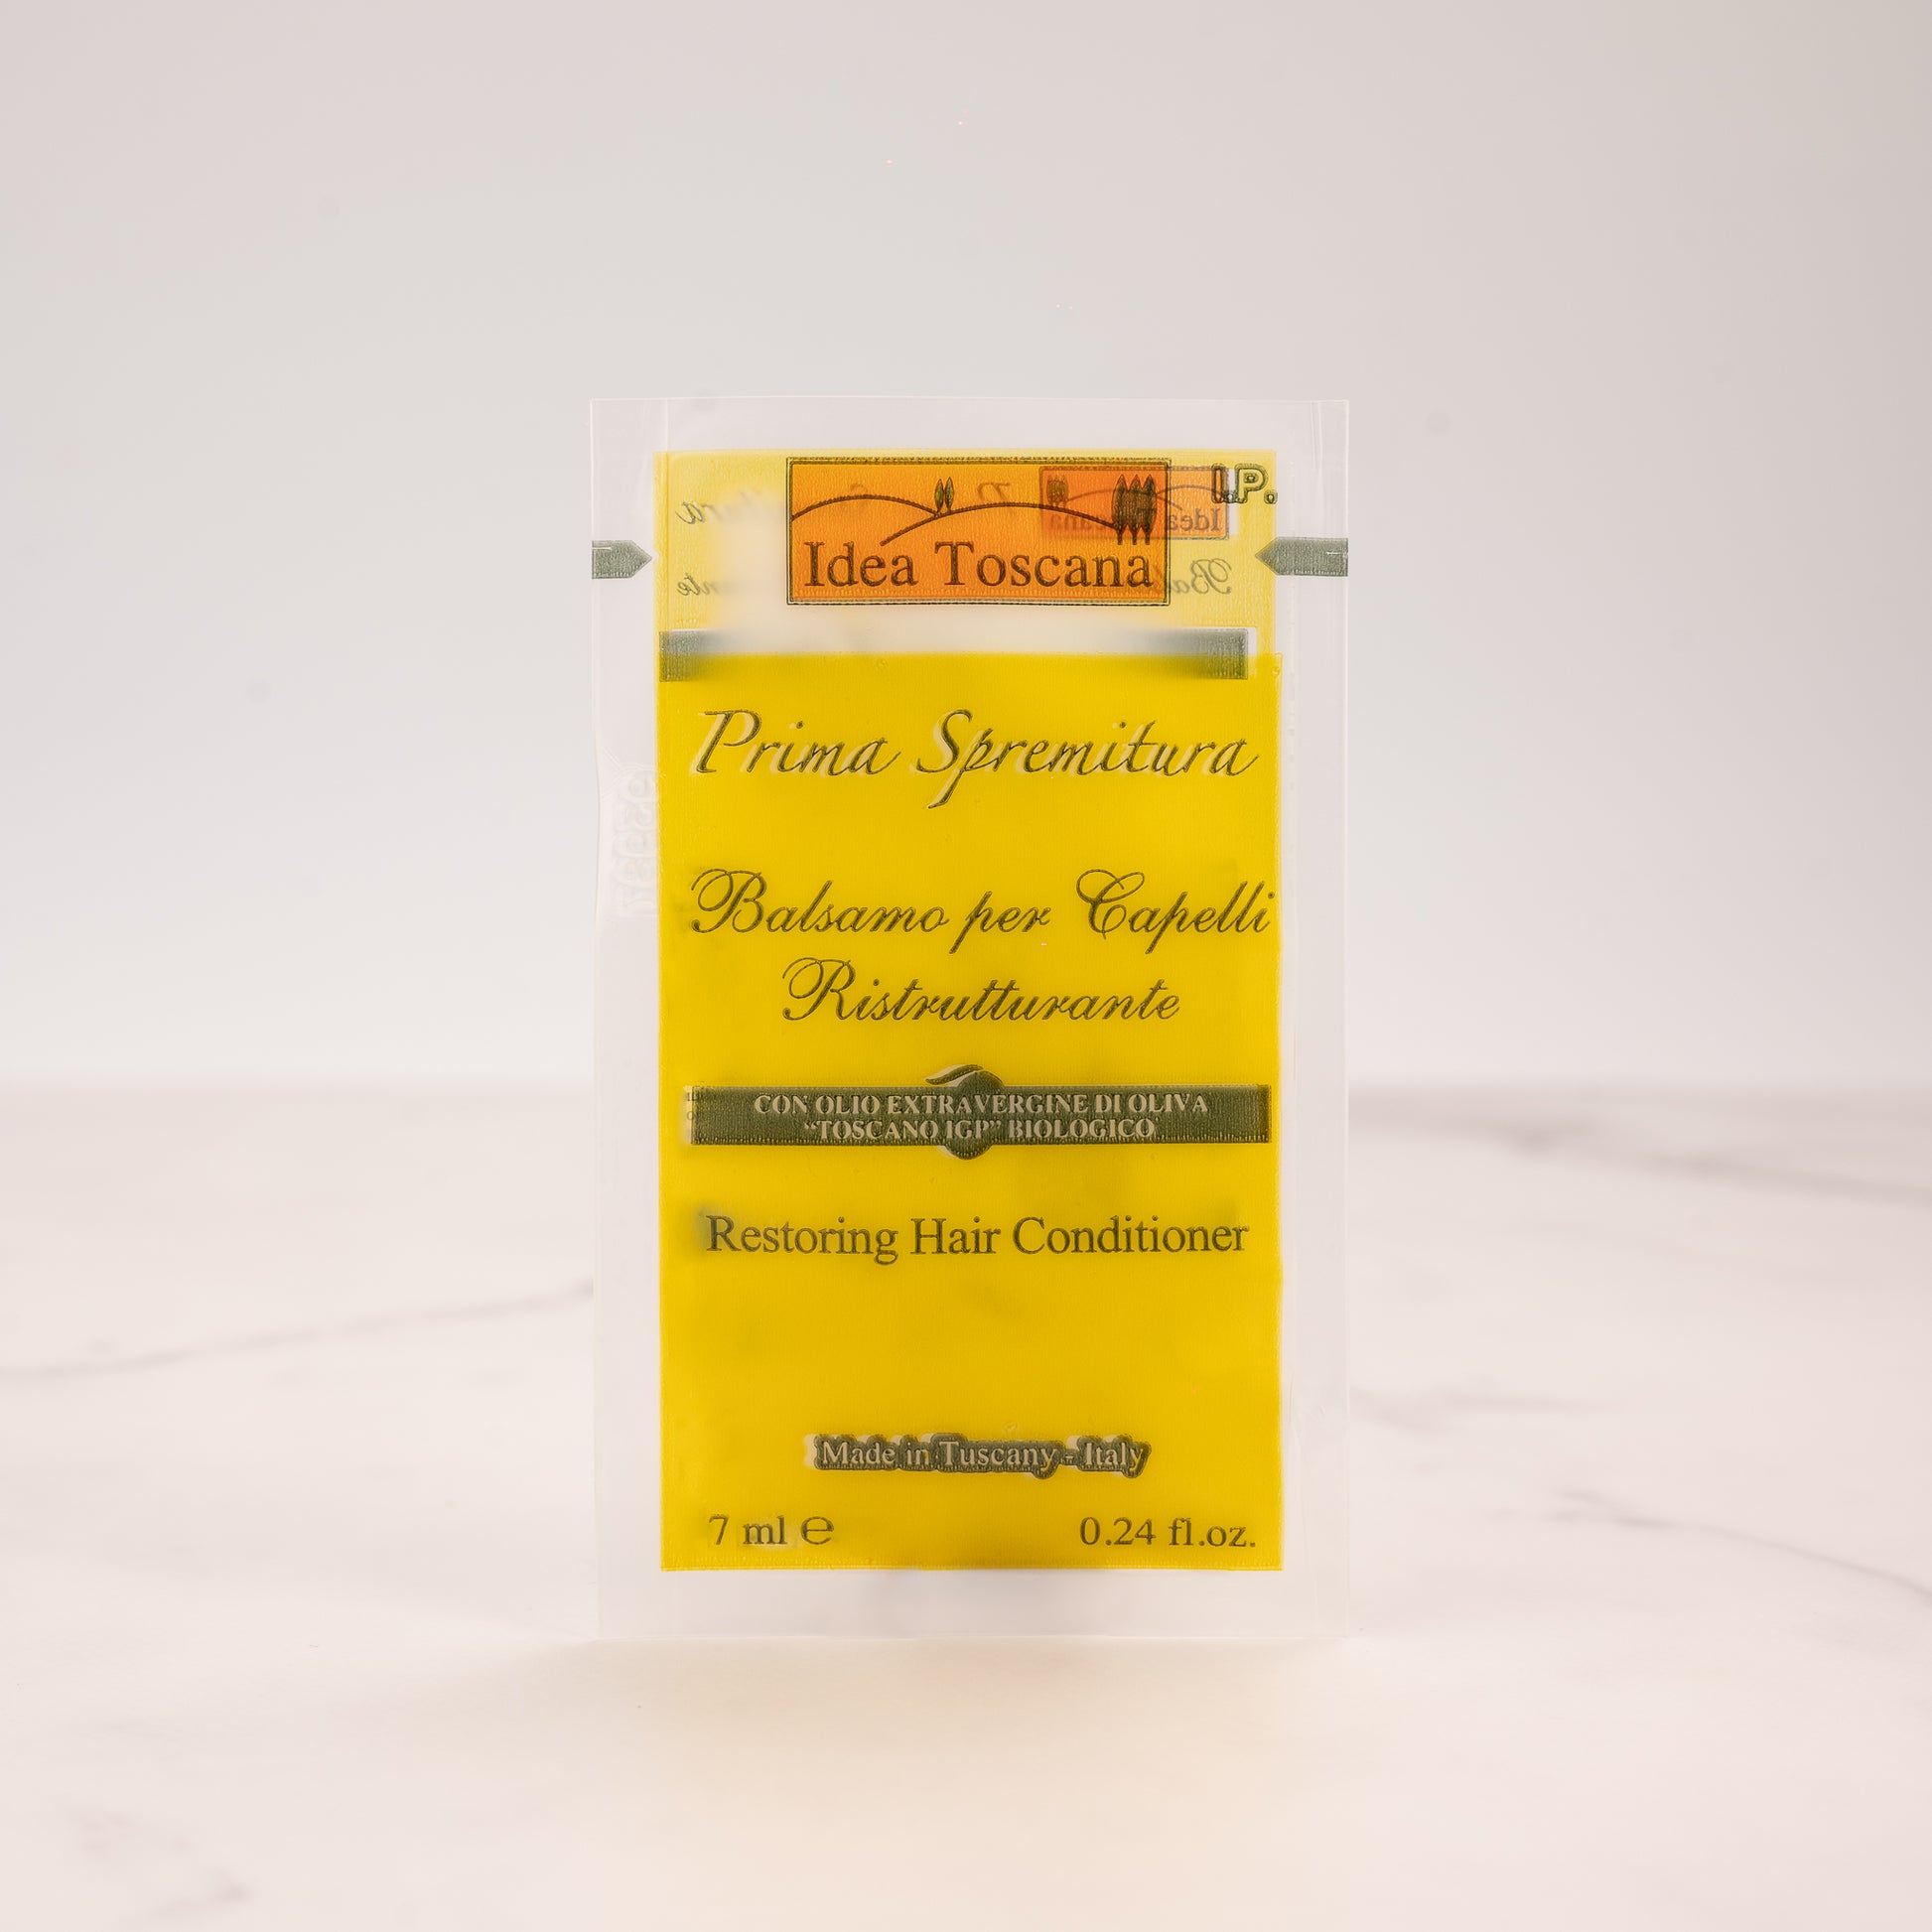 I.P.
Idea Toscana
Prima Spremitura
Balsamo per Capelli
Ristrutturante
CON OLIO EXTRAVERGINE DI OLIVA
“TOSCANO IGP” BIOLOGICO
Restoring Hair Conditioner
Made in Tuscany - Italy
7 ml ℮ 0.24 fl.oz.